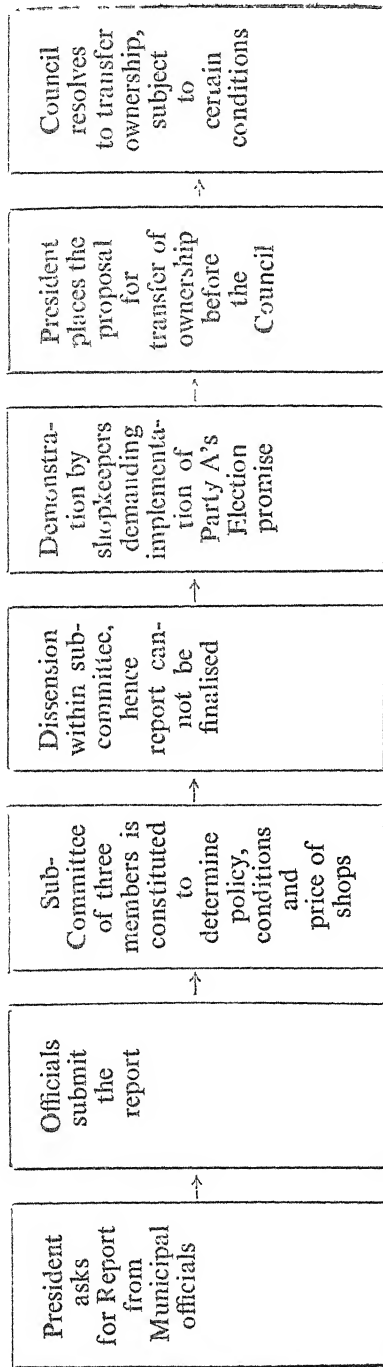 President
asks
for Report
from
Municipal
officials
→
Officials
submit
the
report
→
Sub-
Committee
of three
members is
constituted
to
determine
policy,
conditions
and
price of
shops
→
Dissension
within sub-
committee,
hence
report can-
not be
finalised
→
Demonstra-
tion by
shopkeepers
demanding
implementa-
tion of
Party A's
Election
promise
→
President
places the
proposal
for
transfer of
ownership
before
the
Council
→
Council
resolves
to transfer
ownership,
subject
to
certain
conditions